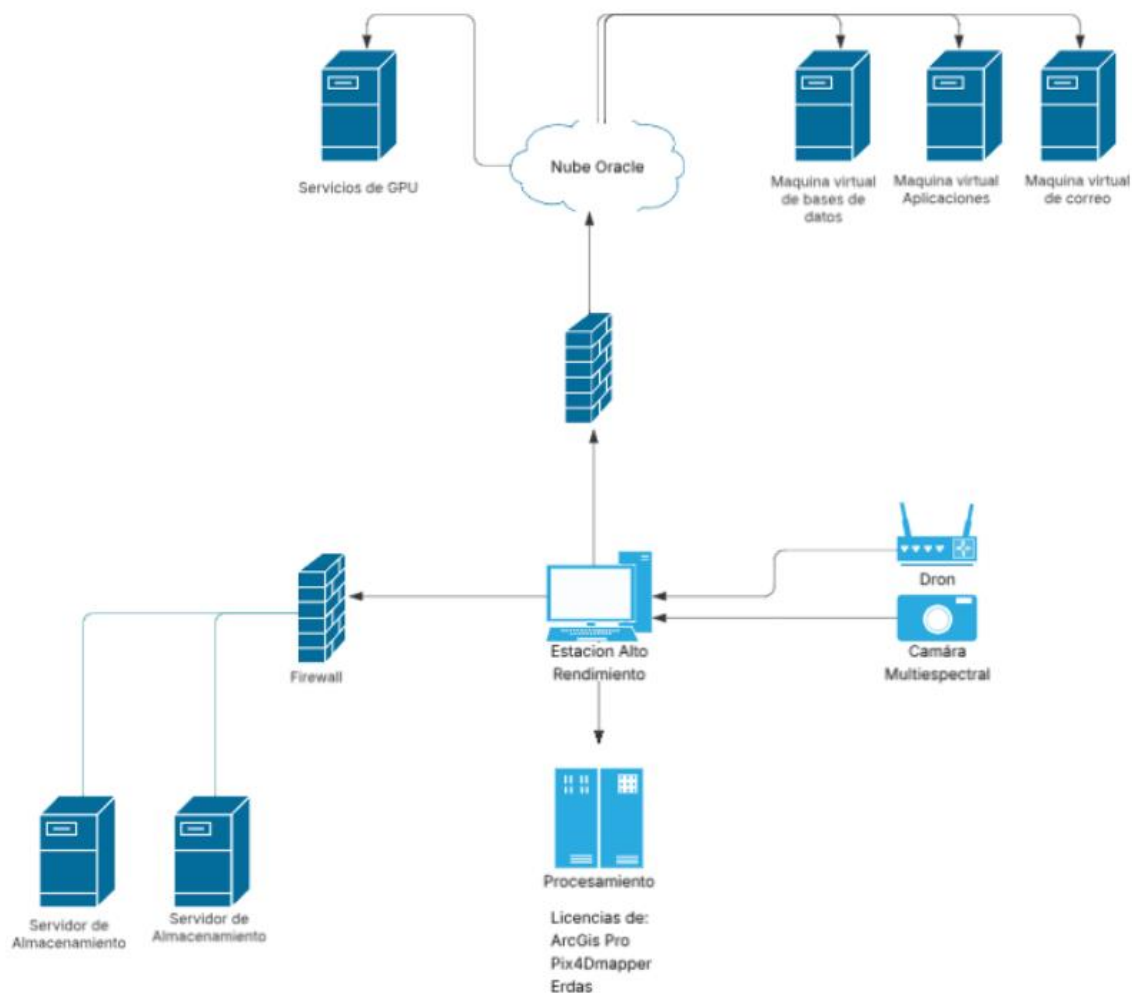 Servicios de GPU
Nube Oracle
Maquina virtual
de bases de
datos
Maquina virtual
Aplicaciones
Maquina virtual
de correo
Dron
Camára
Multiespectral
Estacion Alto
Rendimiento
Firewall
Servidor de
Almacenamiento
Servidor de
Almacenamiento
Procesamiento
Licencias de:
ArcGis Pro
Pix4Dmapper
Erdas